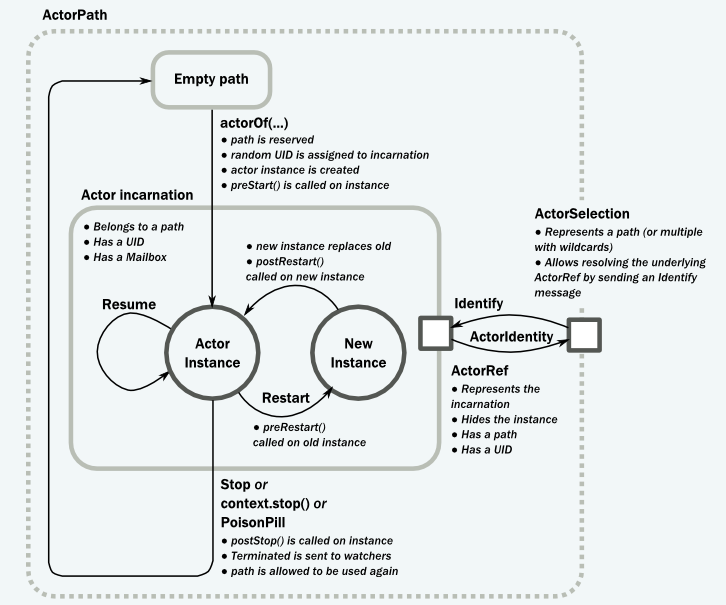 ActorPath
Empty path
actorOf(...)
● path is reserved
● random UID is assigned to incarnation
● actor instance is created
● preStart() is called on instance
Actor incarnation
● Belongs to a path
● Has a UID
● Has a Mailbox
● new instance replaces old
● postRestart()
called on new instance
Resume
Actor
Instance
New
Instance
Restart
● preRestart()
called on old instance
ActorSelection
● Represents a path (or multiple
with wildcards)
● Allows resolving the underlying
ActorRef by sending an Identify
message
Identify
ActorIdentity
ActorRef
● Represents the
incarnation
● Hides the instance
● Has a path
● Has a UID
Stop or
context.stop() or
PoisonPill
● postStop() is called on instance
● Terminated is sent to watchers
● path is allowed to be used again